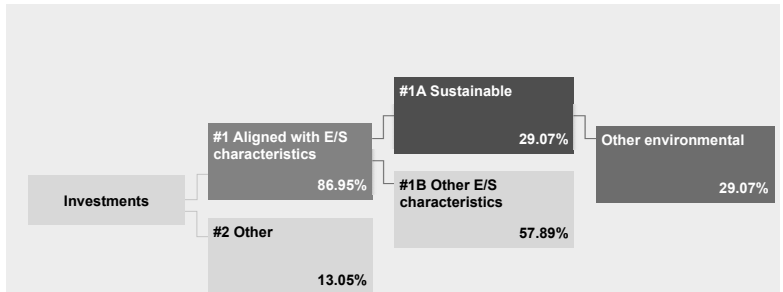 Investments
#1 Aligned with E/S
characteristics
86.95%
#2 Other
13.05%
#1A Sustainable
29.07%
#1B Other E/S
characteristics
57.89%
Other environmental
29.07%